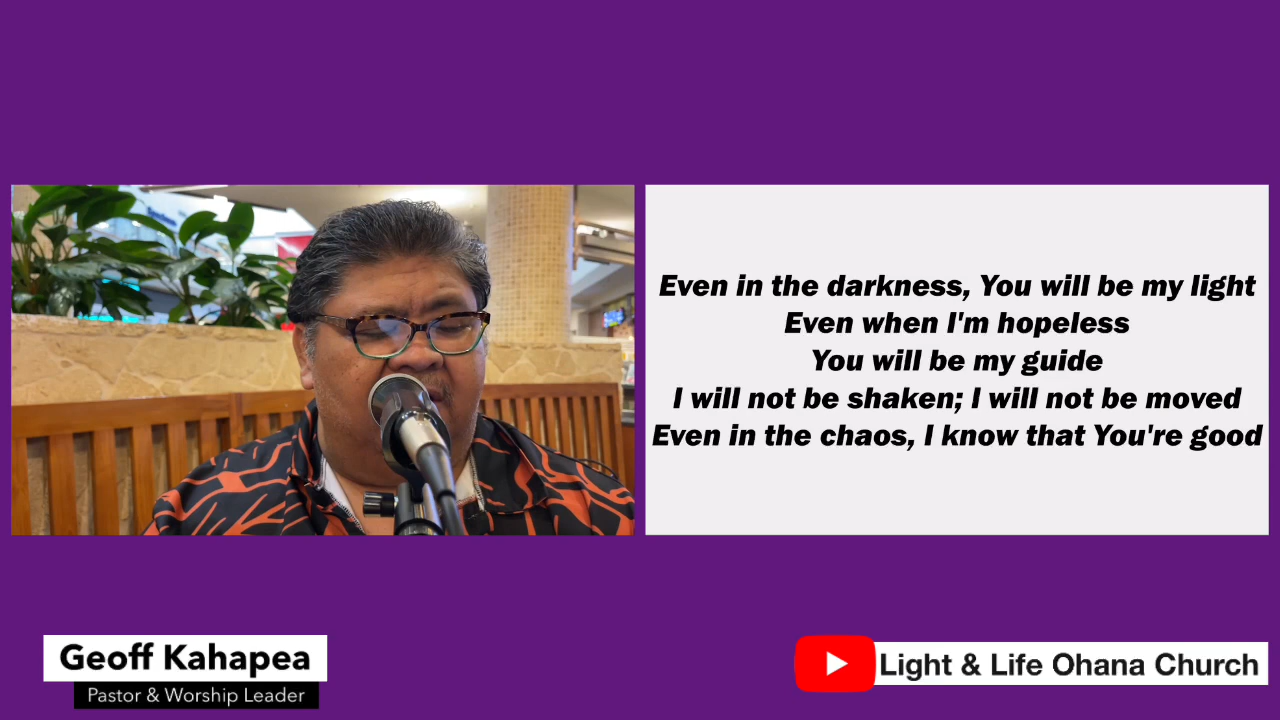 Even in the darkness, You will be my light
Even when I'm hopeless
You will be my guide
I will not be shaken; I will not be moved
Even in the chaos, I know that You're good
Geoff Kahapea
Pastor & Worship Leader
Light & Life Ohana Church